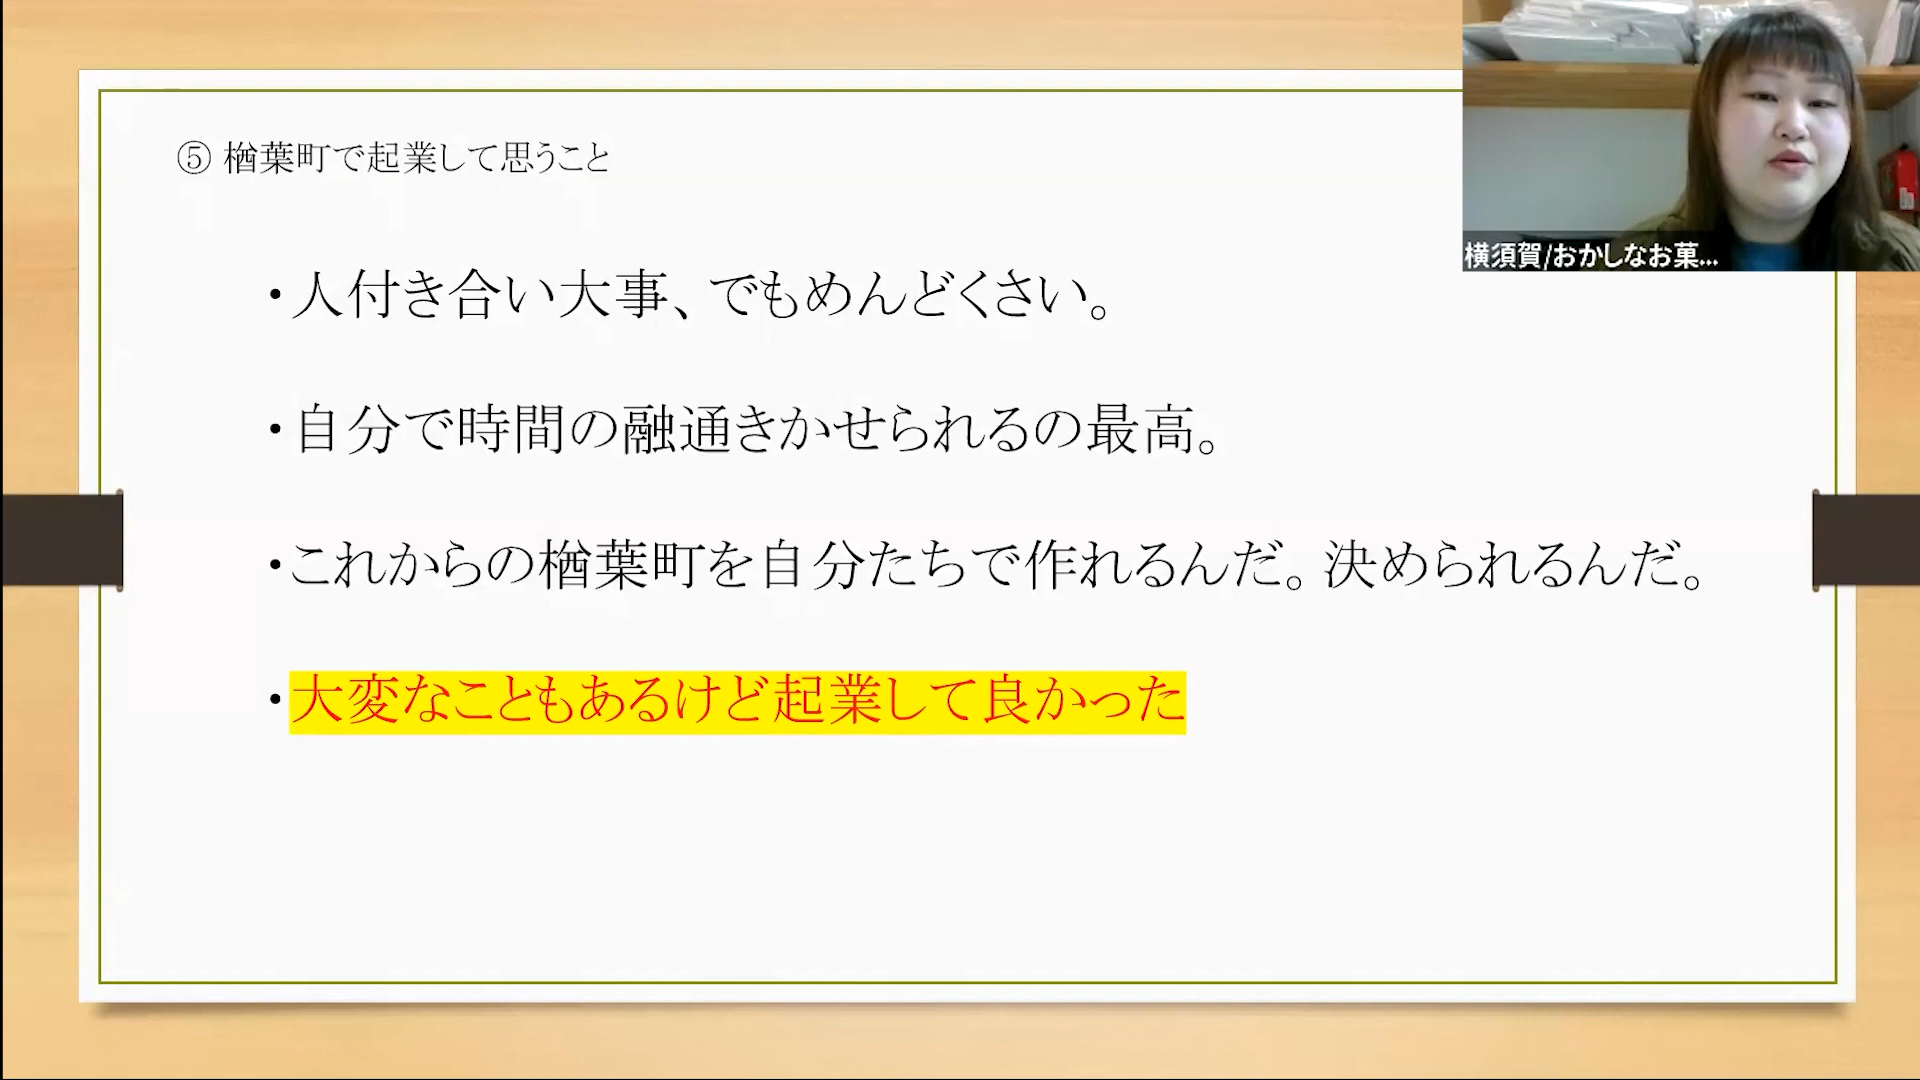 ⑤ 楢葉町で起業して思うこと
・人付き合い大事、でもめんどくさい。
・自分で時間の融通きかせられるの最高。
・これからの楢葉町を自分たちで作れるんだ。決められるんだ。
・大変なこともあるけど起業して良かった
横須賀/おかしなお菓...